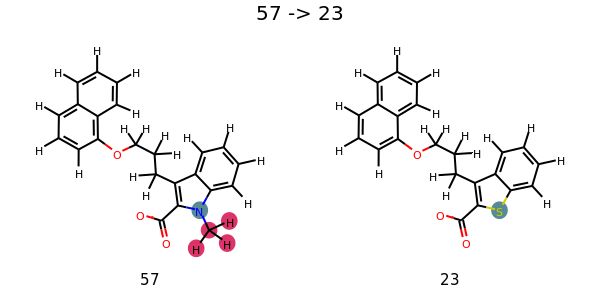 57 -> 23
H H H H H H H H H H H H H H H H H H H H
O N O O H H H
H H H H H H H H H H H H H H H H H
O S O O
57 23